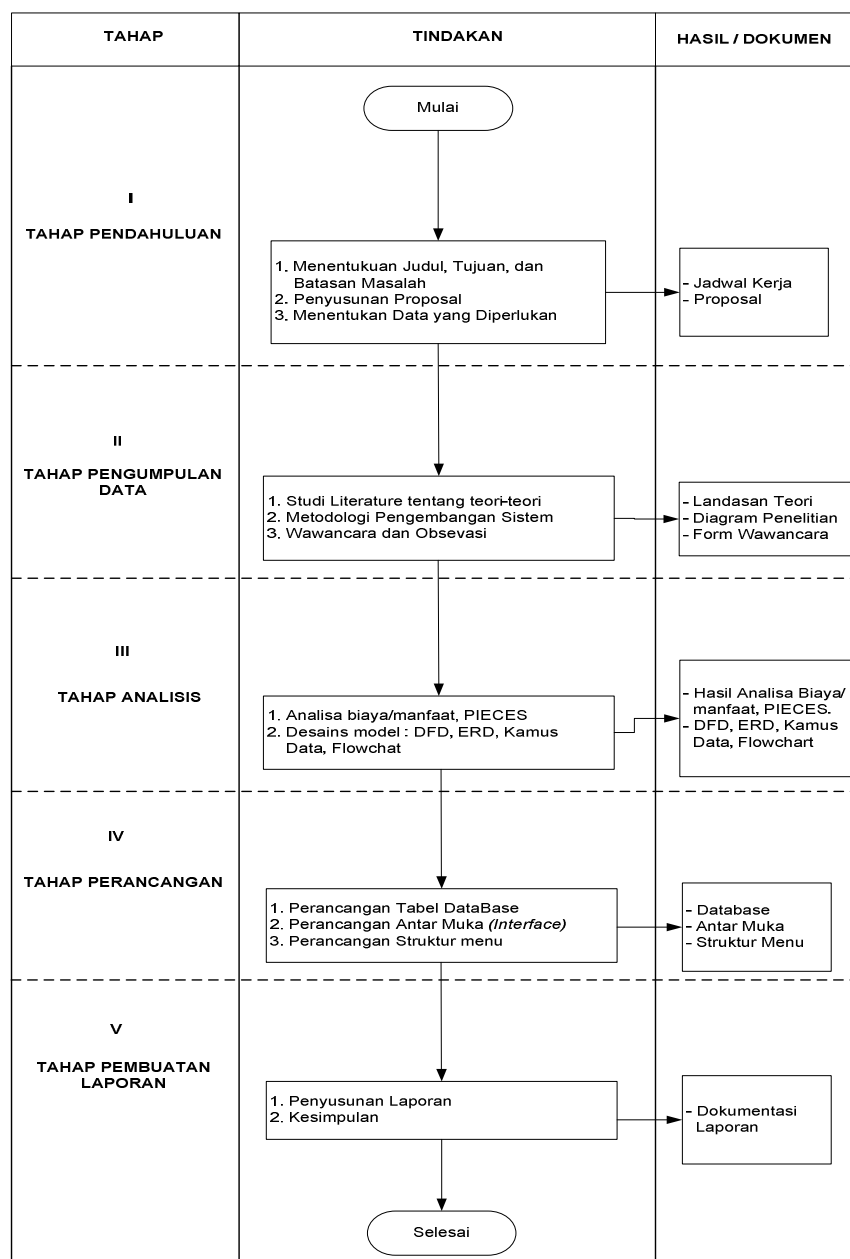 TAHAP
TINDAKAN
HASIL / DOKUMEN
Mulai
I
TAHAP PENDAHULUAN
1. Menentukuan Judul, Tujuan, dan
Batasan Masalah
2. Penyusunan Proposal
3. Menentukan Data yang Diperlukan
- Jadwal Kerja
- Proposal
II
TAHAP PENGUMPULAN
DATA
1. Studi Literature tentang teori-teori
2. Metodologi Pengembangan Sistem
3. Wawancara dan Obsevasi
- Landasan Teori
- Diagram Penelitian
- Form Wawancara
III
TAHAP ANALISIS
1. Analisa biaya/manfaat, PIECES
2. Desains model : DFD, ERD, Kamus
Data, Flowchat
- Hasil Analisa Biaya/
manfaat, PIECES.
- DFD, ERD, Kamus
Data, Flowchart
IV
TAHAP PERANCANGAN
1. Perancangan Tabel DataBase
2. Perancangan Antar Muka (Interface)
3. Perancangan Struktur menu
- Database
- Antar Muka
- Struktur Menu
V
TAHAP PEMBUATAN
LAPORAN
1. Penyusunan Laporan
2. Kesimpulan
- Dokumentasi
Laporan
Selesai